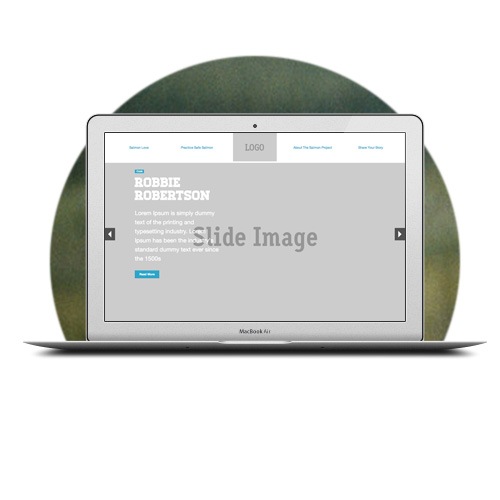 Salmon Love
Practice Safe Salmon
LOGO
About The Salmon Project
Share Your Story
ROBBIE
ROBERTSON
Lorem Ipsum is simply dummy
text of the printing and
typesetting industry. Lorem
Ipsum has been the industry's
standard dummy text ever since
the 1500s
Slide Image
Read More
MacBook Air